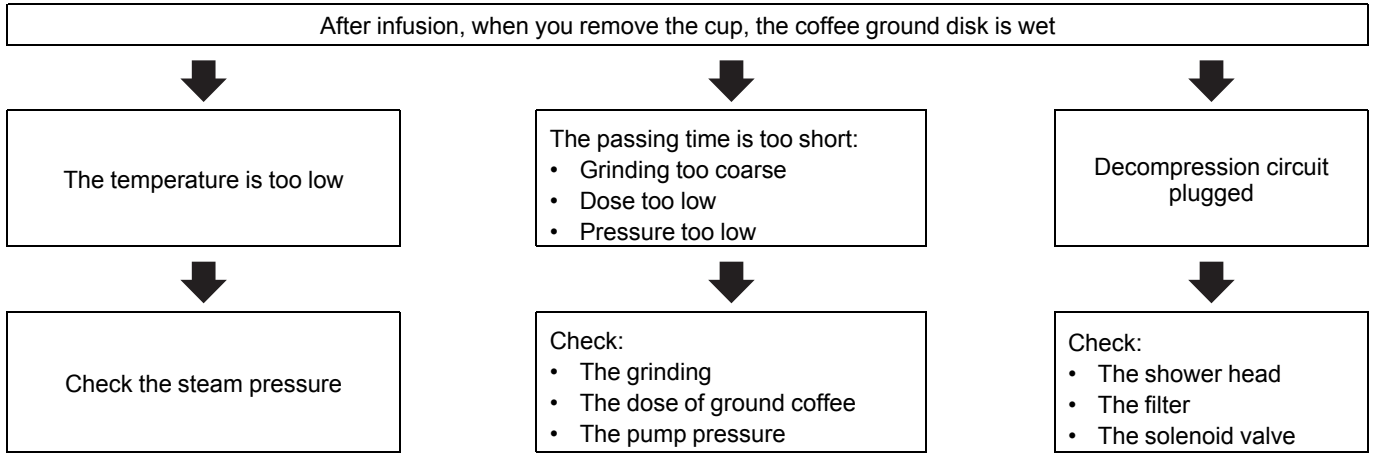 After infusion, when you remove the cup, the coffee ground disk is wet
The temperature is too low
The passing time is too short:
• Grinding too coarse
• Dose too low
• Pressure too low
Decompression circuit
plugged
Check the steam pressure
Check:
• The grinding
• The dose of ground coffee
• The pump pressure
Check:
• The shower head
• The filter
• The solenoid valve